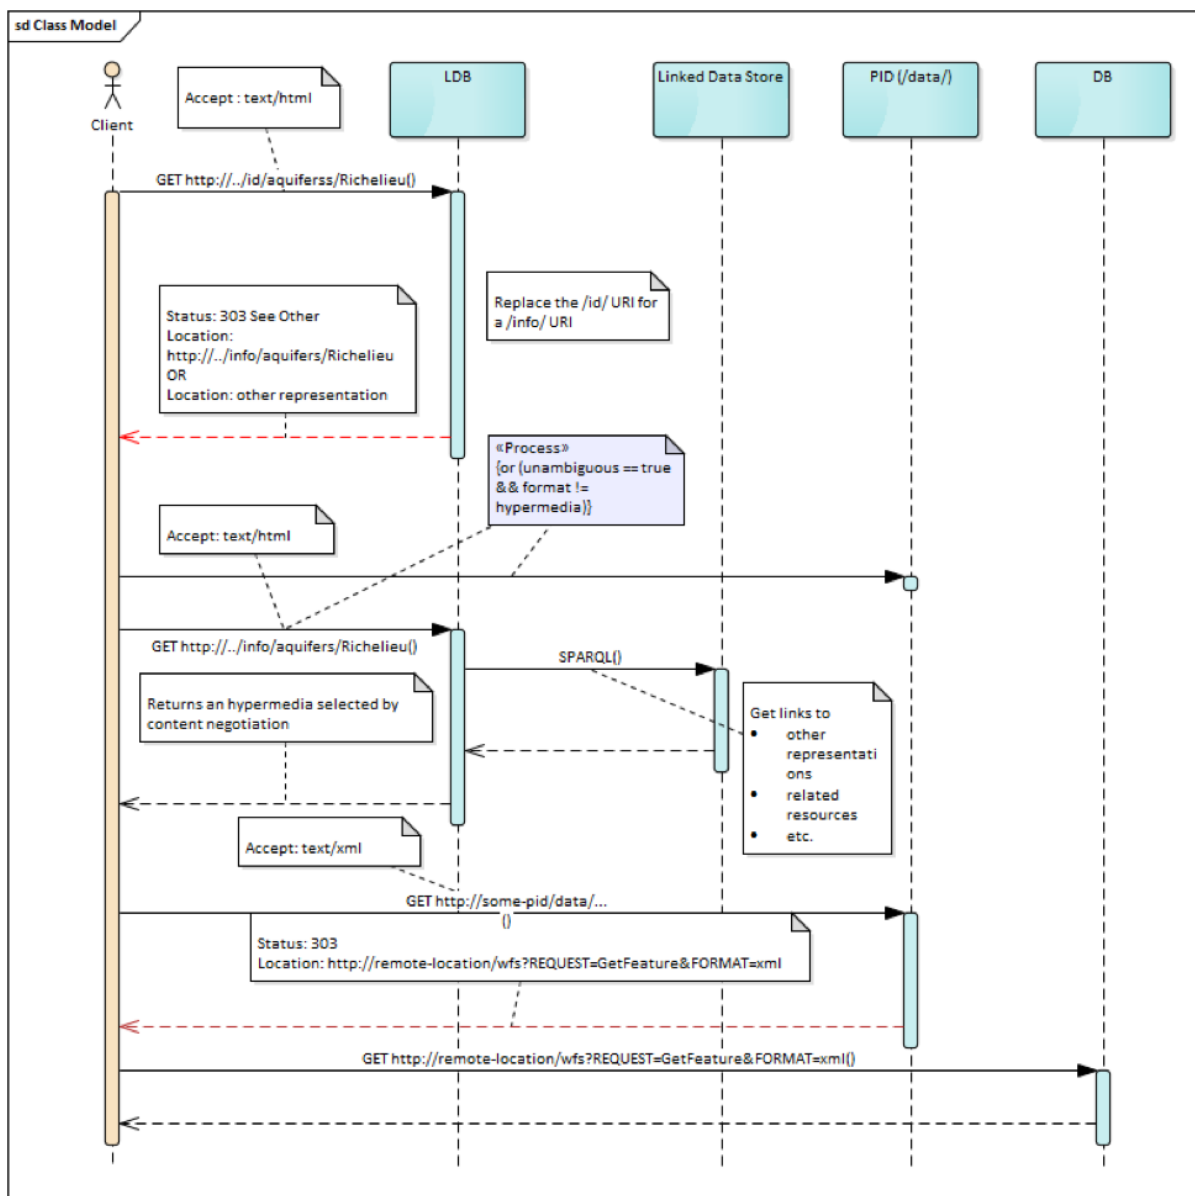 sd Class Model
Client
Accept : text/html
LDB
Linked Data Store
PID (/data/)
DB
GET http://../id/aquiferss/Richelieu()
Replace the /id/ URI for
a /info/ URI
Status: 303 See Other
Location:
http://../info/aquifers/Richelieu
OR
Location: other representation
«Process»
{or (unambiguous == true
&& format !=
hypermedia)}
Accept: text/html
GET http://../info/aquifers/Richelieu()
SPARQL()
Returns an hypermedia selected by
content negotiation
Get links to
• other
representati
ons
• related
resources
• etc.
Accept: text/xml
GET http://some-pid/data/...
()
Status: 303
Location: http://remote-location/wfs?REQUEST=GetFeature&FORMAT=xml
GET http://remote-location/wfs?REQUEST=GetFeature&FORMAT=xml()